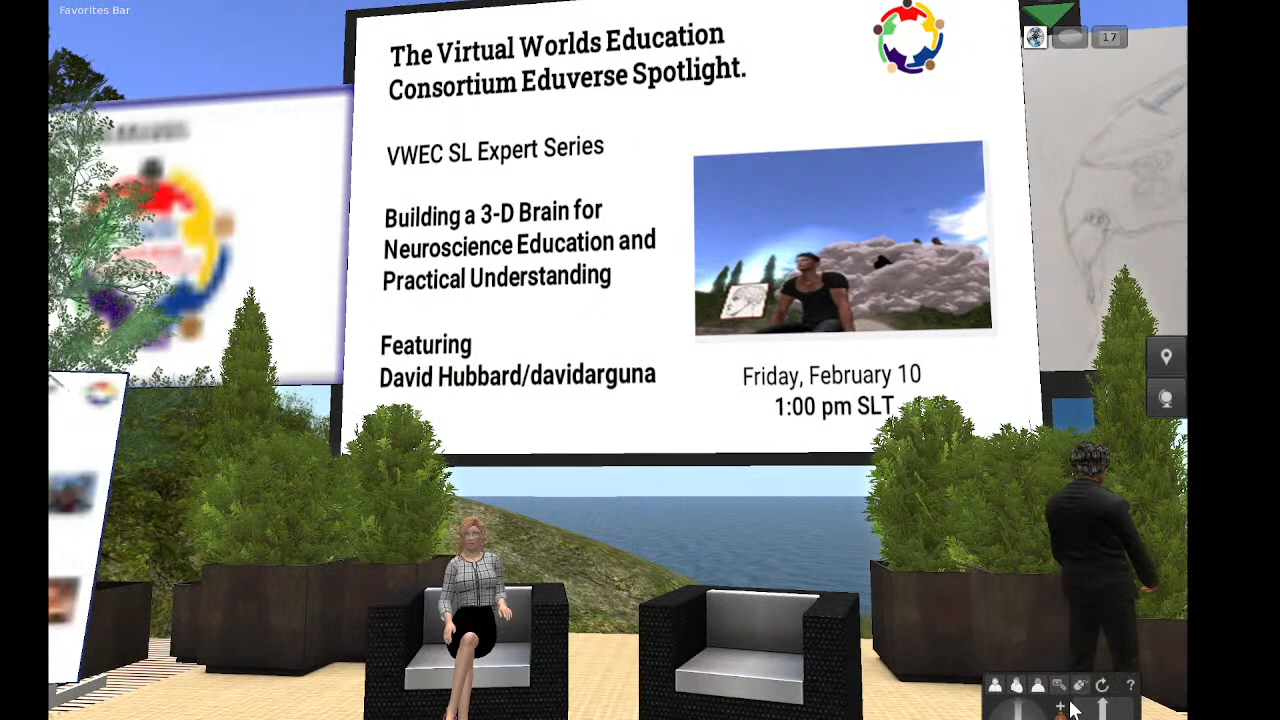 Favorites Bar
The Virtual Worlds Education
Consortium Eduverse Spotlight.
17
VWEC SL Expert Series
Building a 3-D Brain for
Neuroscience Education and
Practical Understanding
Featuring
David Hubbard/davidarguna
Friday, February 10
1:00 pm SLT
?